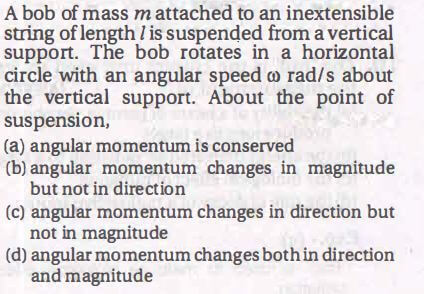 A bob of mass m attached to an inextensible
string of length l is suspended from a vertical
support. The bob rotates in a horizontal
circle with an angular speed ω rad/s about
the vertical support. About the point of
suspension,
(a) angular momentum is conserved
(b) angular momentum changes in magnitude
but not in direction
(c) angular momentum changes in direction but
not in magnitude
(d) angular momentum changes both in direction
and magnitude